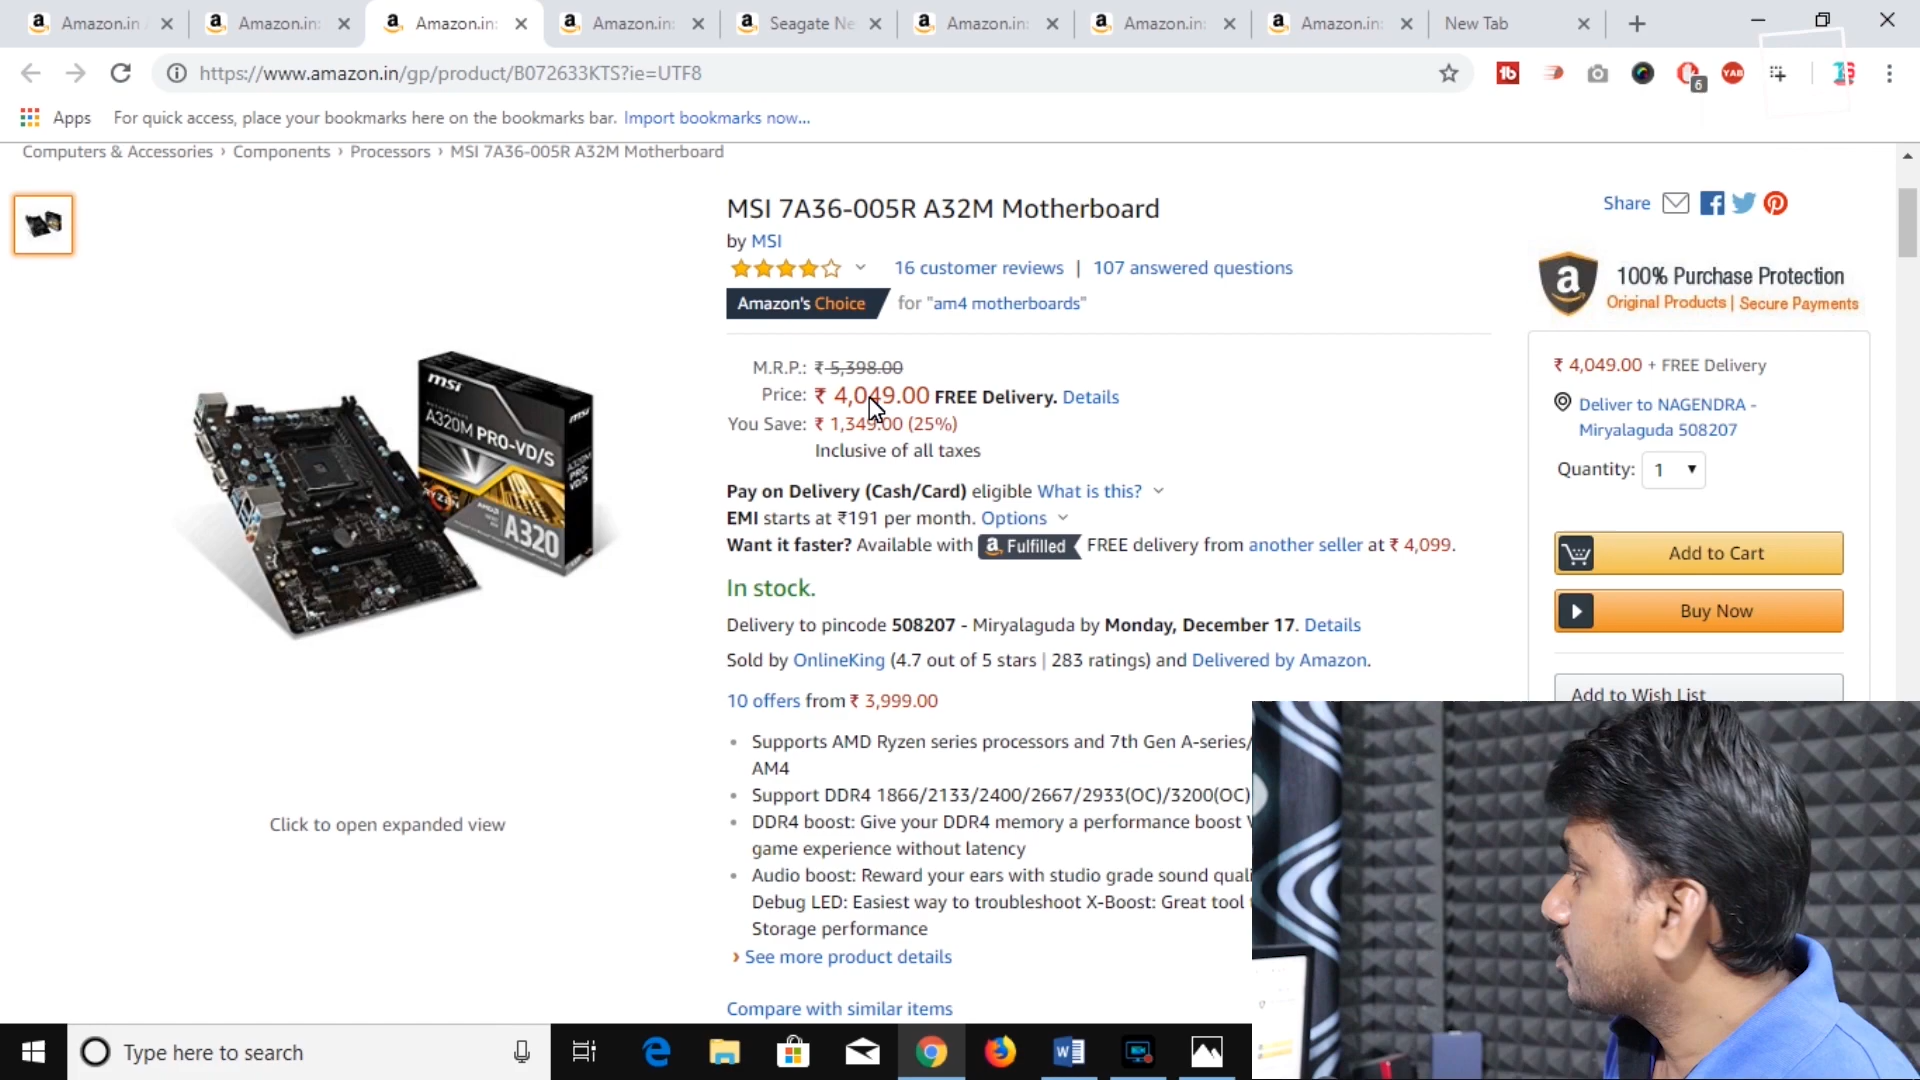 Amazon.in
Amazon.in:
Amazon.in:
Amazon.in:
Seagate Ne
Amazon.in:
Amazon.in:
Amazon.in:
New Tab
https://www.amazon.in/gp/product/B072633KTS?ie=UTF8
6
YAB
Apps
For quick access, place your bookmarks here on the bookmarks bar. Import bookmarks now...
Computers & Accessories › Components › Processors › MSI 7A36-005R A32M Motherboard
MSI 7A36-005R A32M Motherboard
by MSI
16 customer reviews | 107 answered questions
Amazon's Choice for "am4 motherboards"
M.R.P.: ₹ 5,398.00
Price: ₹ 4,049.00 FREE Delivery. Details
You Save: ₹ 1,349.00 (25%)
Inclusive of all taxes
Pay on Delivery (Cash/Card) eligible What is this?
EMI starts at ₹191 per month. Options
Want it faster? Available with Fulfilled FREE delivery from another seller at ₹ 4,099.
In stock.
Delivery to pincode 508207 - Miryalaguda by Monday, December 17. Details
Sold by OnlineKing (4.7 out of 5 stars | 283 ratings) and Delivered by Amazon.
10 offers from ₹ 3,999.00
• Supports AMD Ryzen series processors and 7th Gen A-series/
AM4
• Support DDR4 1866/2133/2400/2667/2933(OC)/3200(OC)
• DDR4 boost: Give your DDR4 memory a performance boost
game experience without latency
• Audio boost: Reward your ears with studio grade sound quali
Debug LED: Easiest way to troubleshoot X-Boost: Great tool
Storage performance
› See more product details
Compare with similar items
msi
A320M PRO-VD/S
RYZEN
A320
Click to open expanded view
Share
100% Purchase Protection
Original Products | Secure Payments
₹ 4,049.00 + FREE Delivery
Deliver to NAGENDRA -
Miryalaguda 508207
Quantity: 1
Add to Cart
Buy Now
Add to Wish List
Type here to search